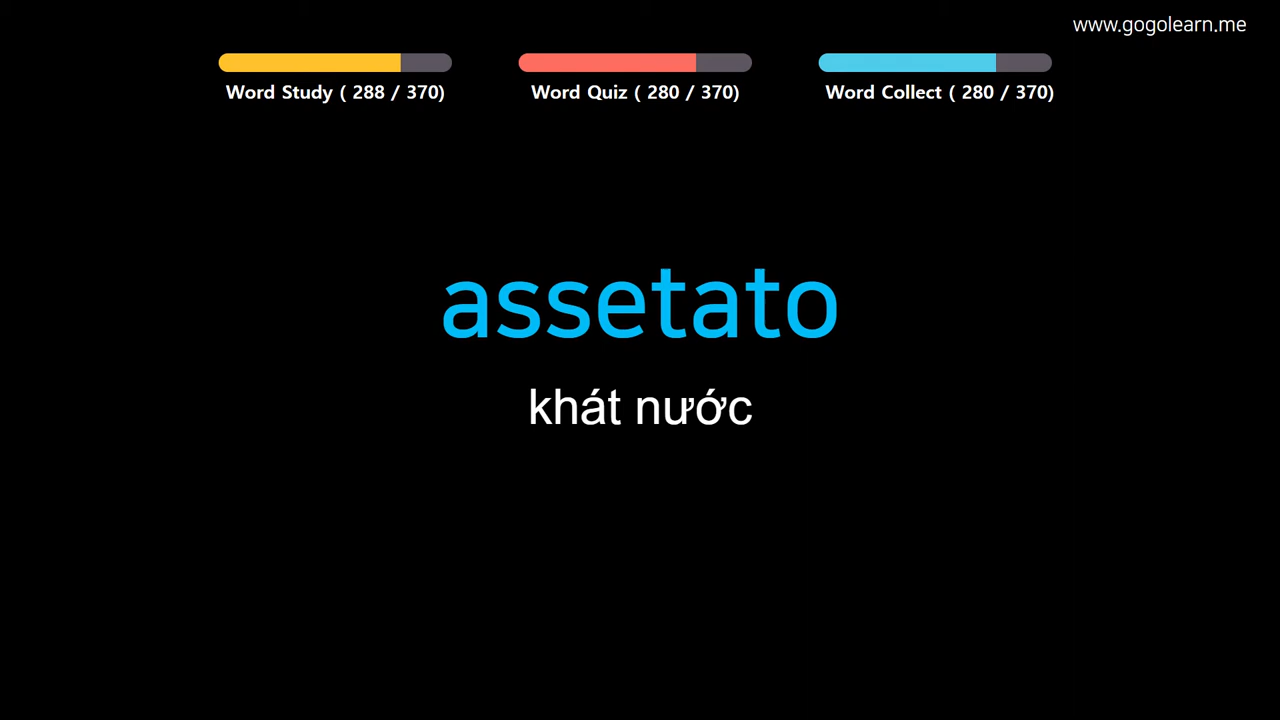 www.gogolearn.me
Word Study ( 288 / 370)
Word Quiz ( 280 / 370)
Word Collect ( 280 / 370)
assetato
khát nước